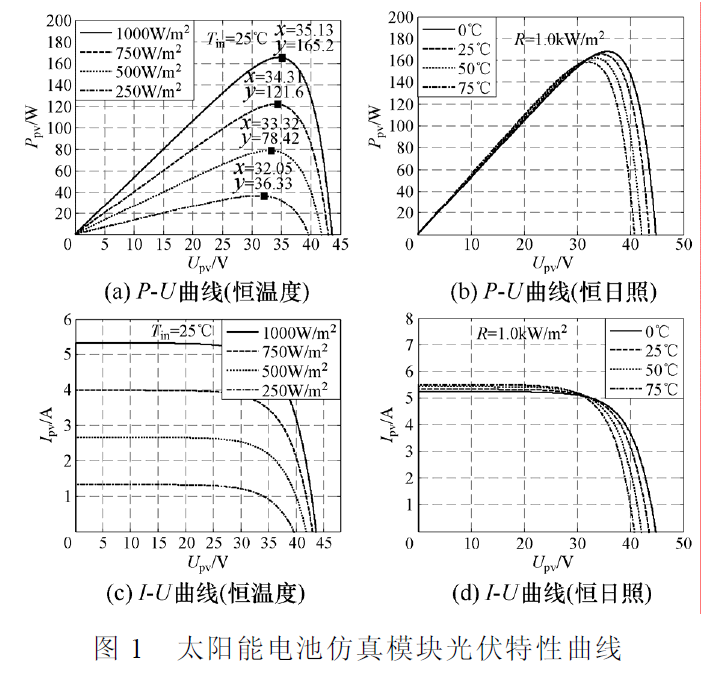 1000W/m²
750W/m²
500W/m²
250W/m²
T_in=25℃
x=35.13
y=165.2
x=34.31
y=121.6
x=33.32
y=78.42
x=32.05
y=36.33
P_pv/W
200
180
160
140
120
100
80
60
40
20
0 5 10 15 20 25 30 35 40 45
U_pv/V
(a) P-U曲线(恒温度)
0℃
25℃
50℃
75℃
R=1.0kW/m²
P_pv/W
200
180
160
140
120
100
80
60
40
20
0 10 20 30 40 50
U_pv/V
(b) P-U曲线(恒日照)
T_in=25℃
1000W/m²
750W/m²
500W/m²
250W/m²
I_pv/A
6
5
4
3
2
1
0 5 10 15 20 25 30 35 40 45
U_pv/V
(c) I-U曲线(恒温度)
R=1.0kW/m²
0℃
25℃
50℃
75℃
I_pv/A
8
7
6
5
4
3
2
1
0 10 20 30 40 50
U_pv/V
(d) I-U曲线(恒日照)
图 1 太阳能电池仿真模块光伏特性曲线